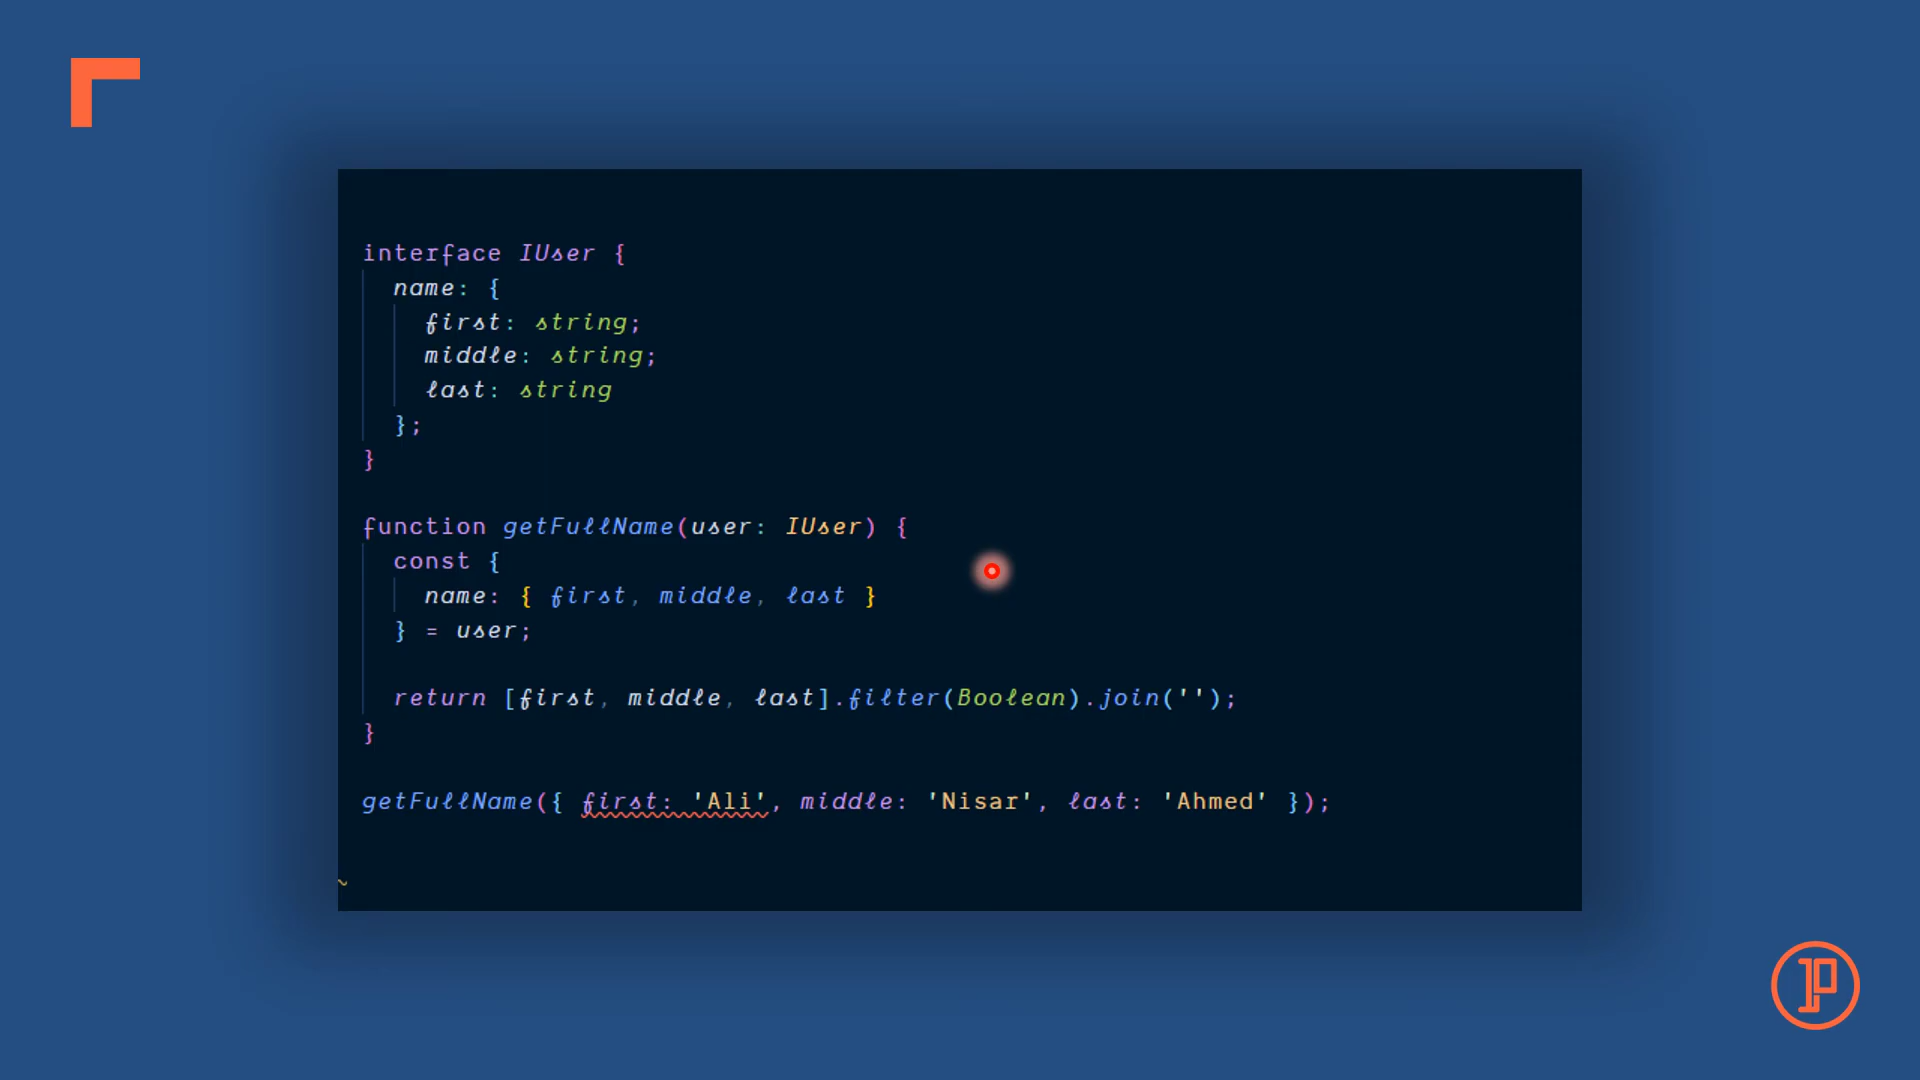 interface IUser {
name: {
first: string;
middle: string;
last: string
};
}
function getFullName(user: IUser) {
const {
name: { first, middle, last }
} = user;
return [first, middle, last].filter(Boolean).join('');
}
getFullName({ first: 'Ali', middle: 'Nisar', last: 'Ahmed' });
~